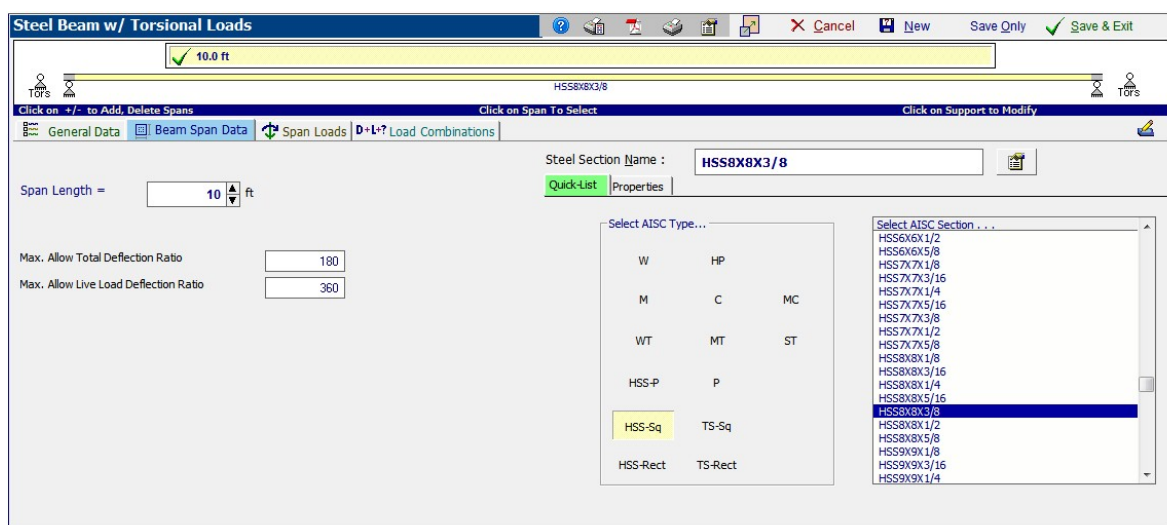 Steel Beam w/ Torsional Loads
Cancel New Save Only Save & Exit
10.0 ft
Tors HSS8X8X3/8 Tors
Click on +/- to Add, Delete Spans Click on Span To Select Click on Support to Modify
General Data Beam Span Data Span Loads D+L+? Load Combinations
Steel Section Name : HSS8X8X3/8
Quick-List Properties
Span Length = 10 ft
Max. Allow Total Deflection Ratio 180
Max. Allow Live Load Deflection Ratio 360
Select AISC Type...
W HP
M C MC
WT MT ST
HSS-P P
HSS-Sq TS-Sq
HSS-Rect TS-Rect
Select AISC Section . . .
HSS6X6X1/2
HSS6X6X5/8
HSS7X7X1/8
HSS7X7X3/16
HSS7X7X1/4
HSS7X7X5/16
HSS7X7X3/8
HSS7X7X1/2
HSS7X7X5/8
HSS8X8X1/8
HSS8X8X3/16
HSS8X8X1/4
HSS8X8X5/16
HSS8X8X3/8
HSS8X8X1/2
HSS8X8X5/8
HSS9X9X1/8
HSS9X9X3/16
HSS9X9X1/4